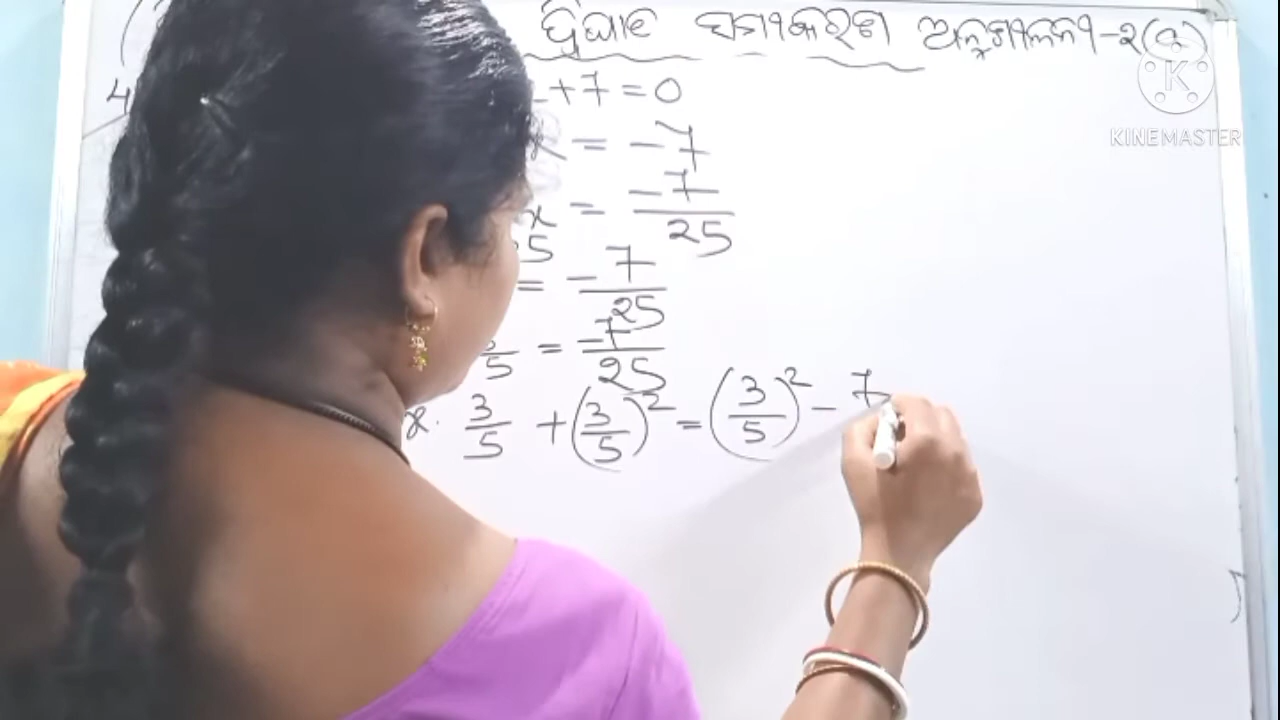 ଦ୍ୱିଘାତ ସମୀକରଣ ଅନୁଶୀଳନୀ-୨(a)
+7=0
x = -7
x = -7/25
= -7/25
= -7/25
x. 3/5 + (3/5)² = (3/5)² - 7
KINEMASTER